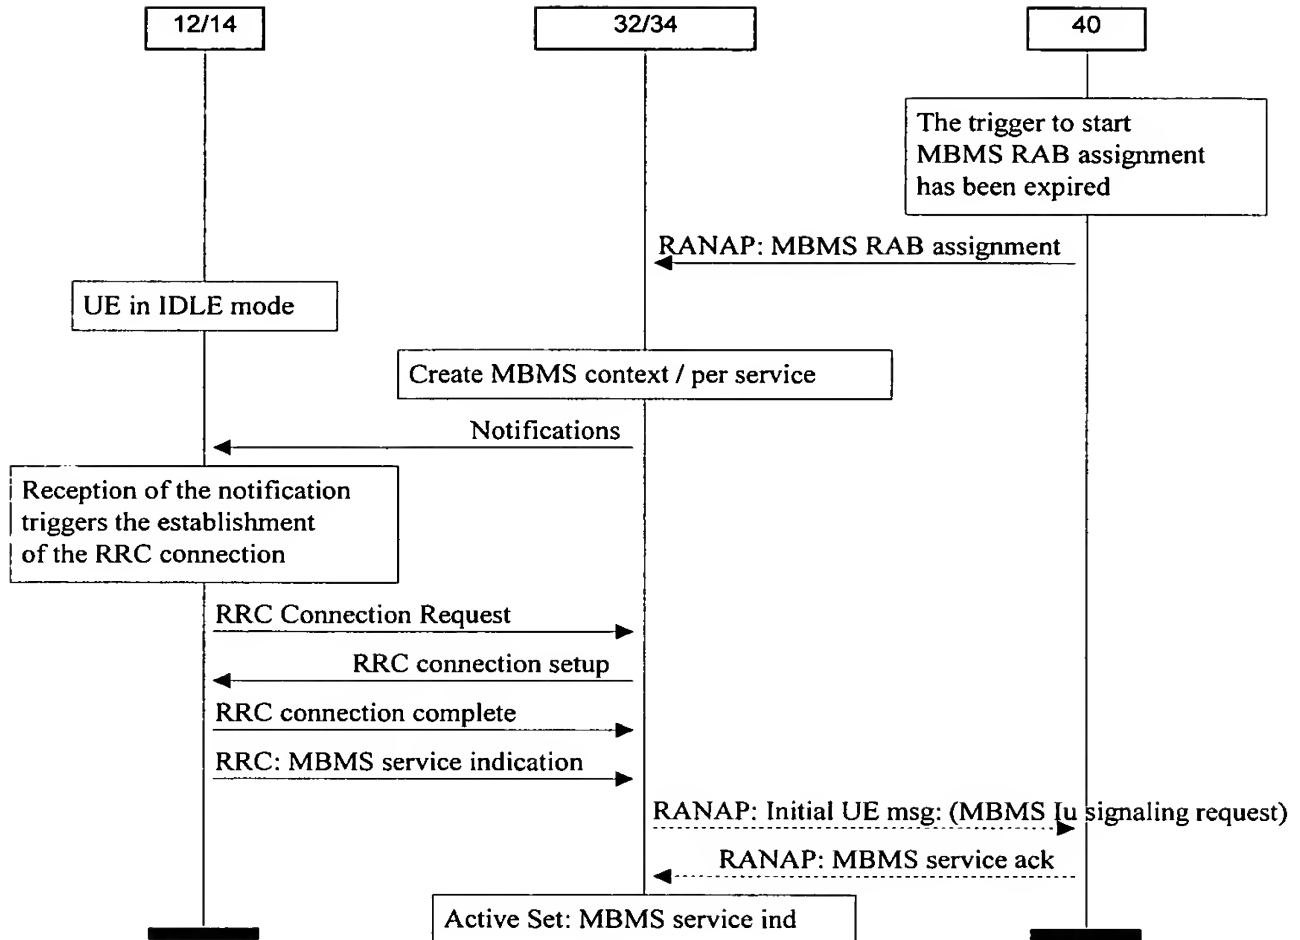 12/14
32/34
40
The trigger to start
MBMS RAB assignment
has been expired
RANAP: MBMS RAB assignment
UE in IDLE mode
Create MBMS context / per service
Notifications
Reception of the notification
triggers the establishment
of the RRC connection
RRC Connection Request
RRC connection setup
RRC connection complete
RRC: MBMS service indication
RANAP: Initial UE msg: (MBMS Iu signaling request)
RANAP: MBMS service ack
Active Set: MBMS service ind